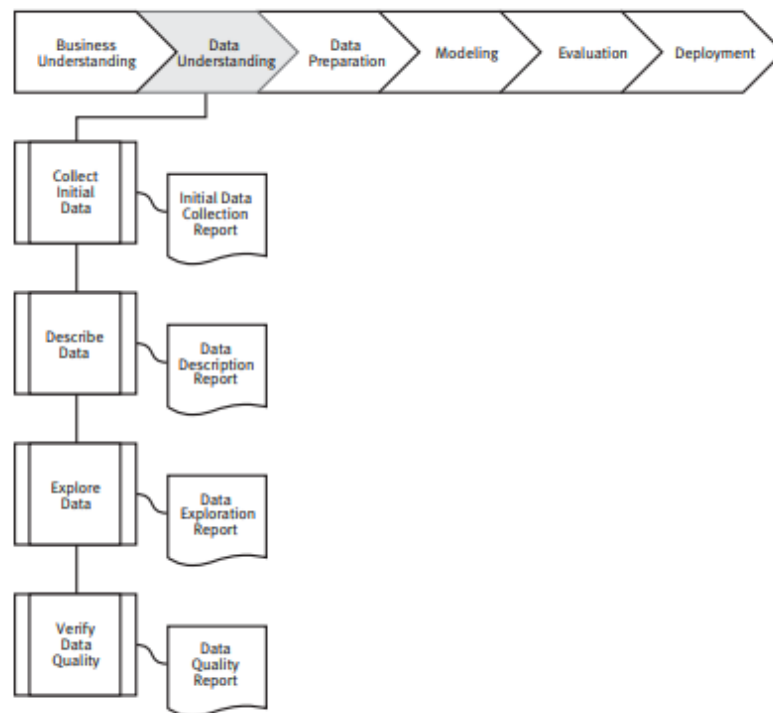 Business
Understanding
Data
Understanding
Data
Preparation
Modeling
Evaluation
Deployment
Collect
Initial
Data
Initial Data
Collection
Report
Describe
Data
Data
Description
Report
Explore
Data
Data
Exploration
Report
Verify
Data
Quality
Data
Quality
Report